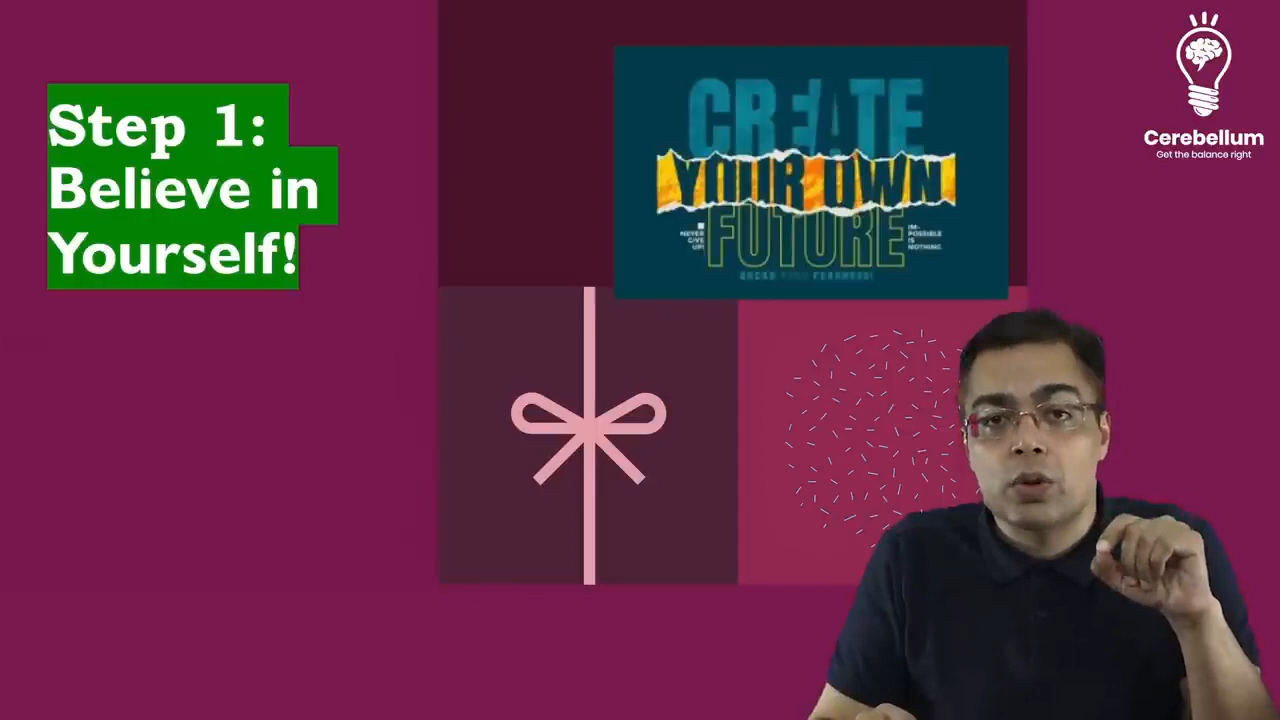 Step 1:
Believe in
Yourself!
CREATE
YOUR OWN
FUTURE
NEVER
GIVE
UP!
IM-
POSSIBLE
IS
NOTHING.
Cerebellum
Get the balance right